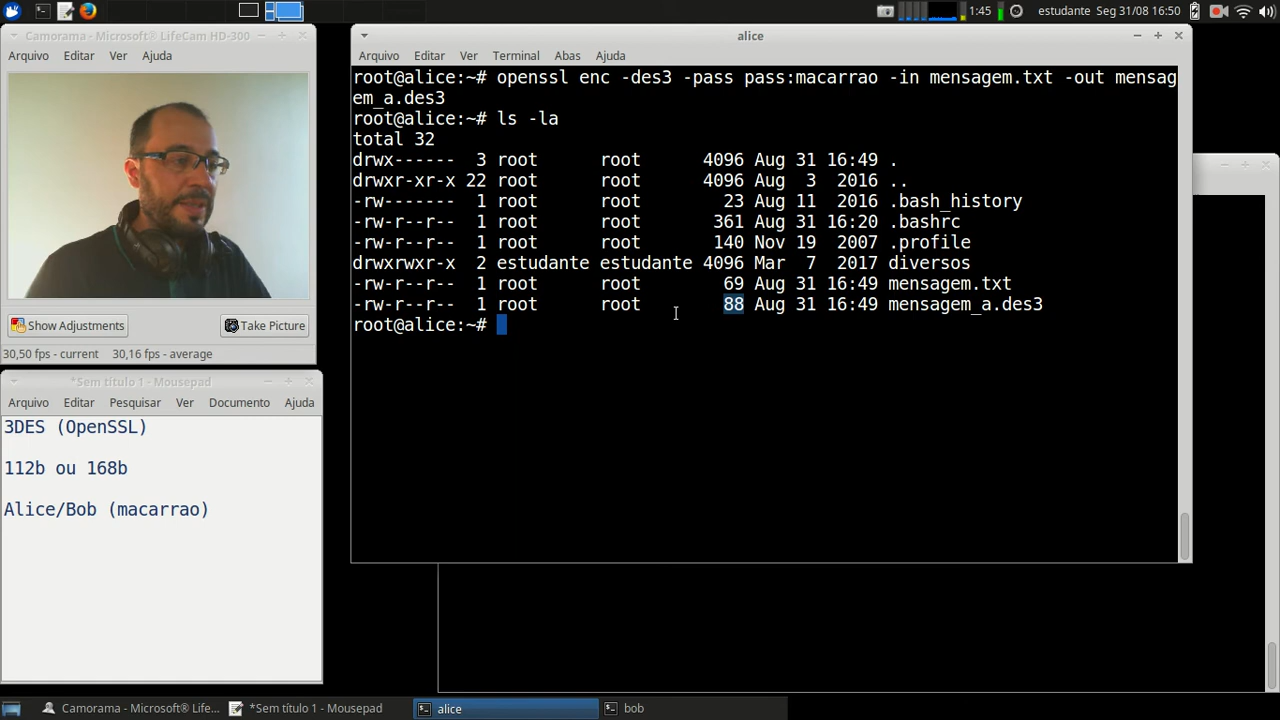 1:45 estudante Seg 31/08 16:50
Camorama - Microsoft® LifeCam HD-300
Arquivo Editar Ver Ajuda
Show Adjustments Take Picture
30,50 fps - current 30,16 fps - average
*Sem título 1 - Mousepad
Arquivo Editar Pesquisar Ver Documento Ajuda
3DES (OpenSSL)
112b ou 168b
Alice/Bob (macarrao)
alice
Arquivo Editar Ver Terminal Abas Ajuda
root@alice:~# openssl enc -des3 -pass pass:macarrao -in mensagem.txt -out mensag
em_a.des3
root@alice:~# ls -la
total 32
drwx------ 3 root root 4096 Aug 31 16:49 .
drwxr-xr-x 22 root root 4096 Aug 3 2016 ..
-rw------- 1 root root 23 Aug 11 2016 .bash_history
-rw-r--r-- 1 root root 361 Aug 31 16:20 .bashrc
-rw-r--r-- 1 root root 140 Nov 19 2007 .profile
drwxrwxr-x 2 estudante estudante 4096 Mar 7 2017 diversos
-rw-r--r-- 1 root root 69 Aug 31 16:49 mensagem.txt
-rw-r--r-- 1 root root 88 Aug 31 16:49 mensagem_a.des3
root@alice:~#
Camorama - Microsoft® Life... *Sem título 1 - Mousepad alice bob